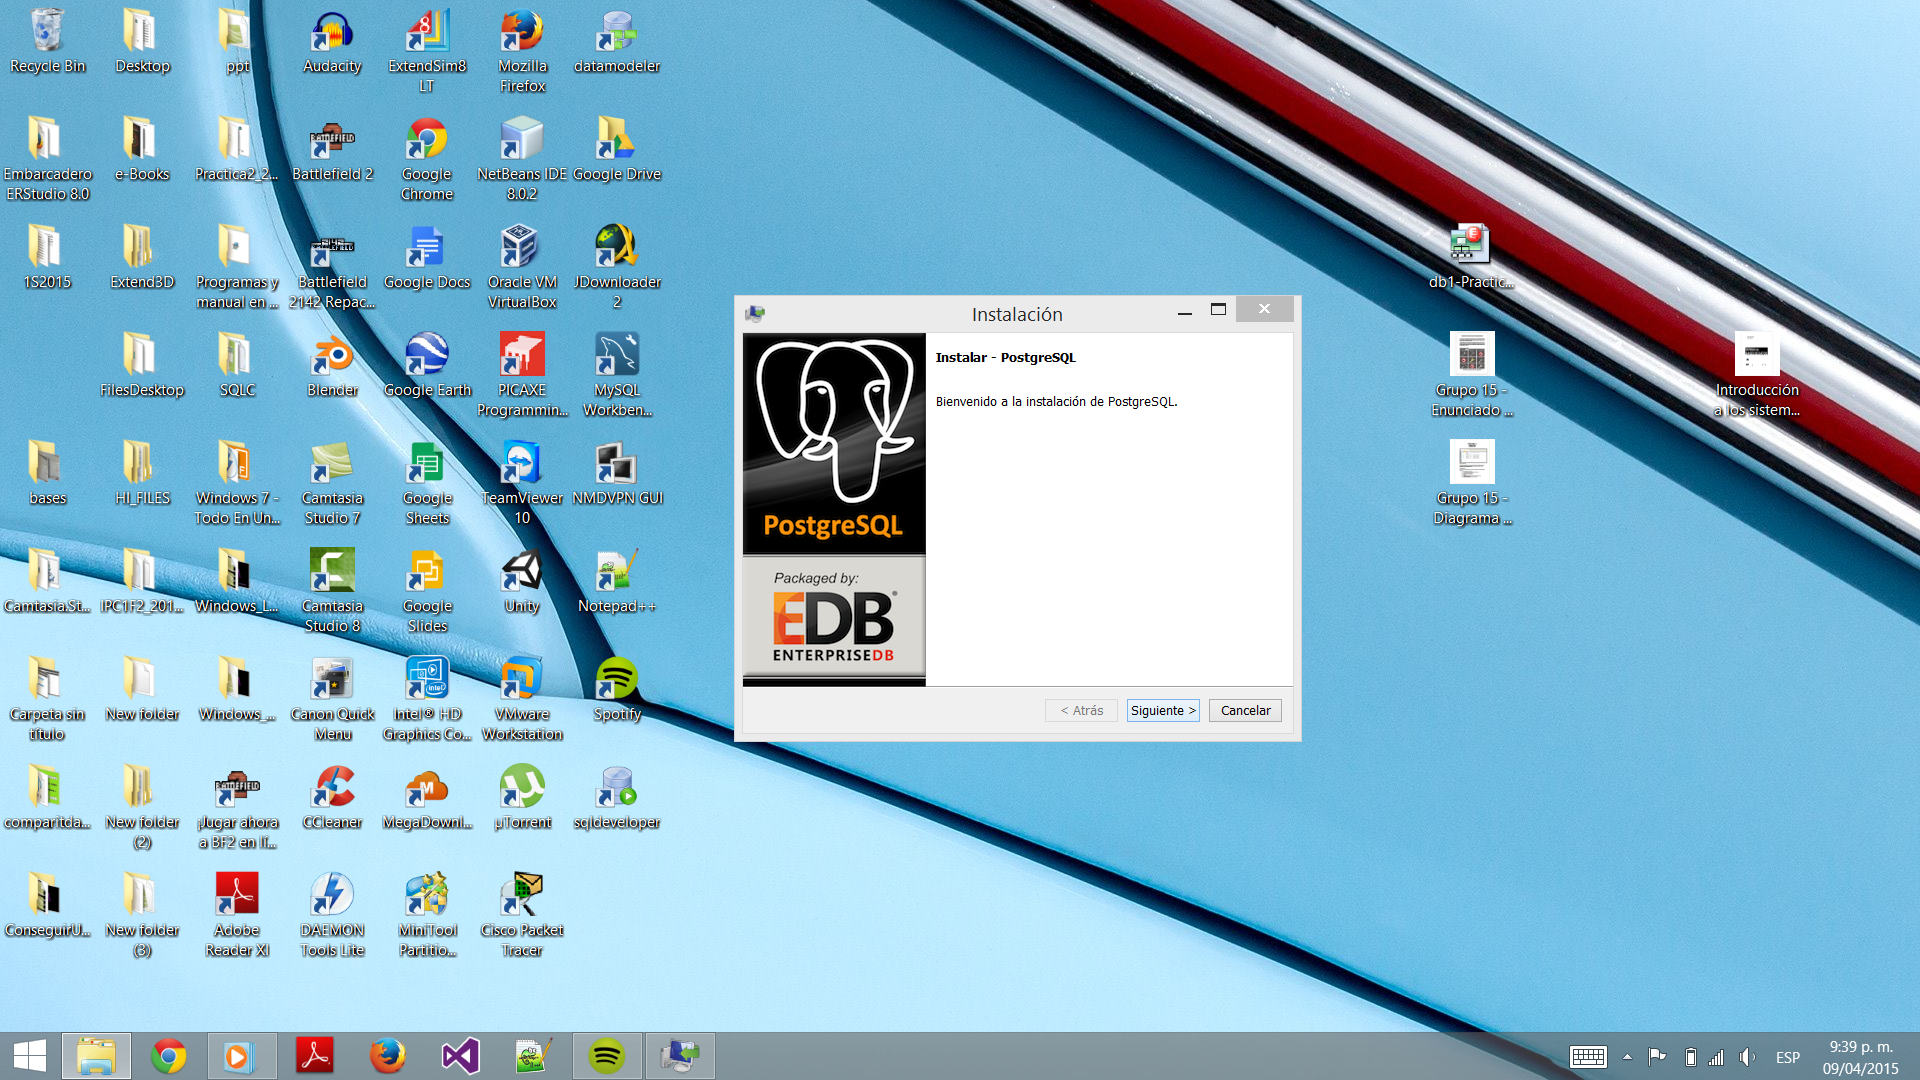 Recycle Bin
Desktop
ppt
Audacity
ExtendSim8
LT
Mozilla
Firefox
datamodeler
Embarcadero
ERStudio 8.0
e-Books
Practica2_2...
Battlefield 2
Google
Chrome
NetBeans IDE
8.0.2
Google Drive
1S2015
Extend3D
Programas y
manual en ...
Battlefield
2142 Repac...
Google Docs
Oracle VM
VirtualBox
JDownloader
2
FilesDesktop
SQLC
Blender
Google Earth
PICAXE
Programmin...
MySQL
Workben...
bases
HI_FILES
Windows 7 -
Todo En Un...
Camtasia
Studio 7
Google
Sheets
TeamViewer
10
NMDVPN GUI
Camtasia.St...
IPC1F2_201...
Windows_L...
Camtasia
Studio 8
Google
Slides
Unity
Notepad++
Carpeta sin
título
New folder
Windows_...
Canon Quick
Menu
Intel® HD
Graphics Co...
VMware
Workstation
Spotify
compartida...
New folder
(2)
¡Jugar ahora
a BF2 en lí...
CCleaner
MegaDownl...
µTorrent
sqldeveloper
ConseguirU...
New folder
(3)
Adobe
Reader XI
DAEMON
Tools Lite
MiniTool
Partitio...
Cisco Packet
Tracer
db1-Practic...
Grupo 15 -
Enunciado ...
Introducción
a los sistem...
Grupo 15 -
Diagrama ...
Instalación
Instalar - PostgreSQL
Bienvenido a la instalación de PostgreSQL.
PostgreSQL
Packaged by:
EDB
ENTERPRISEDB
< Atrás
Siguiente >
Cancelar
ESP
9:39 p. m.
09/04/2015